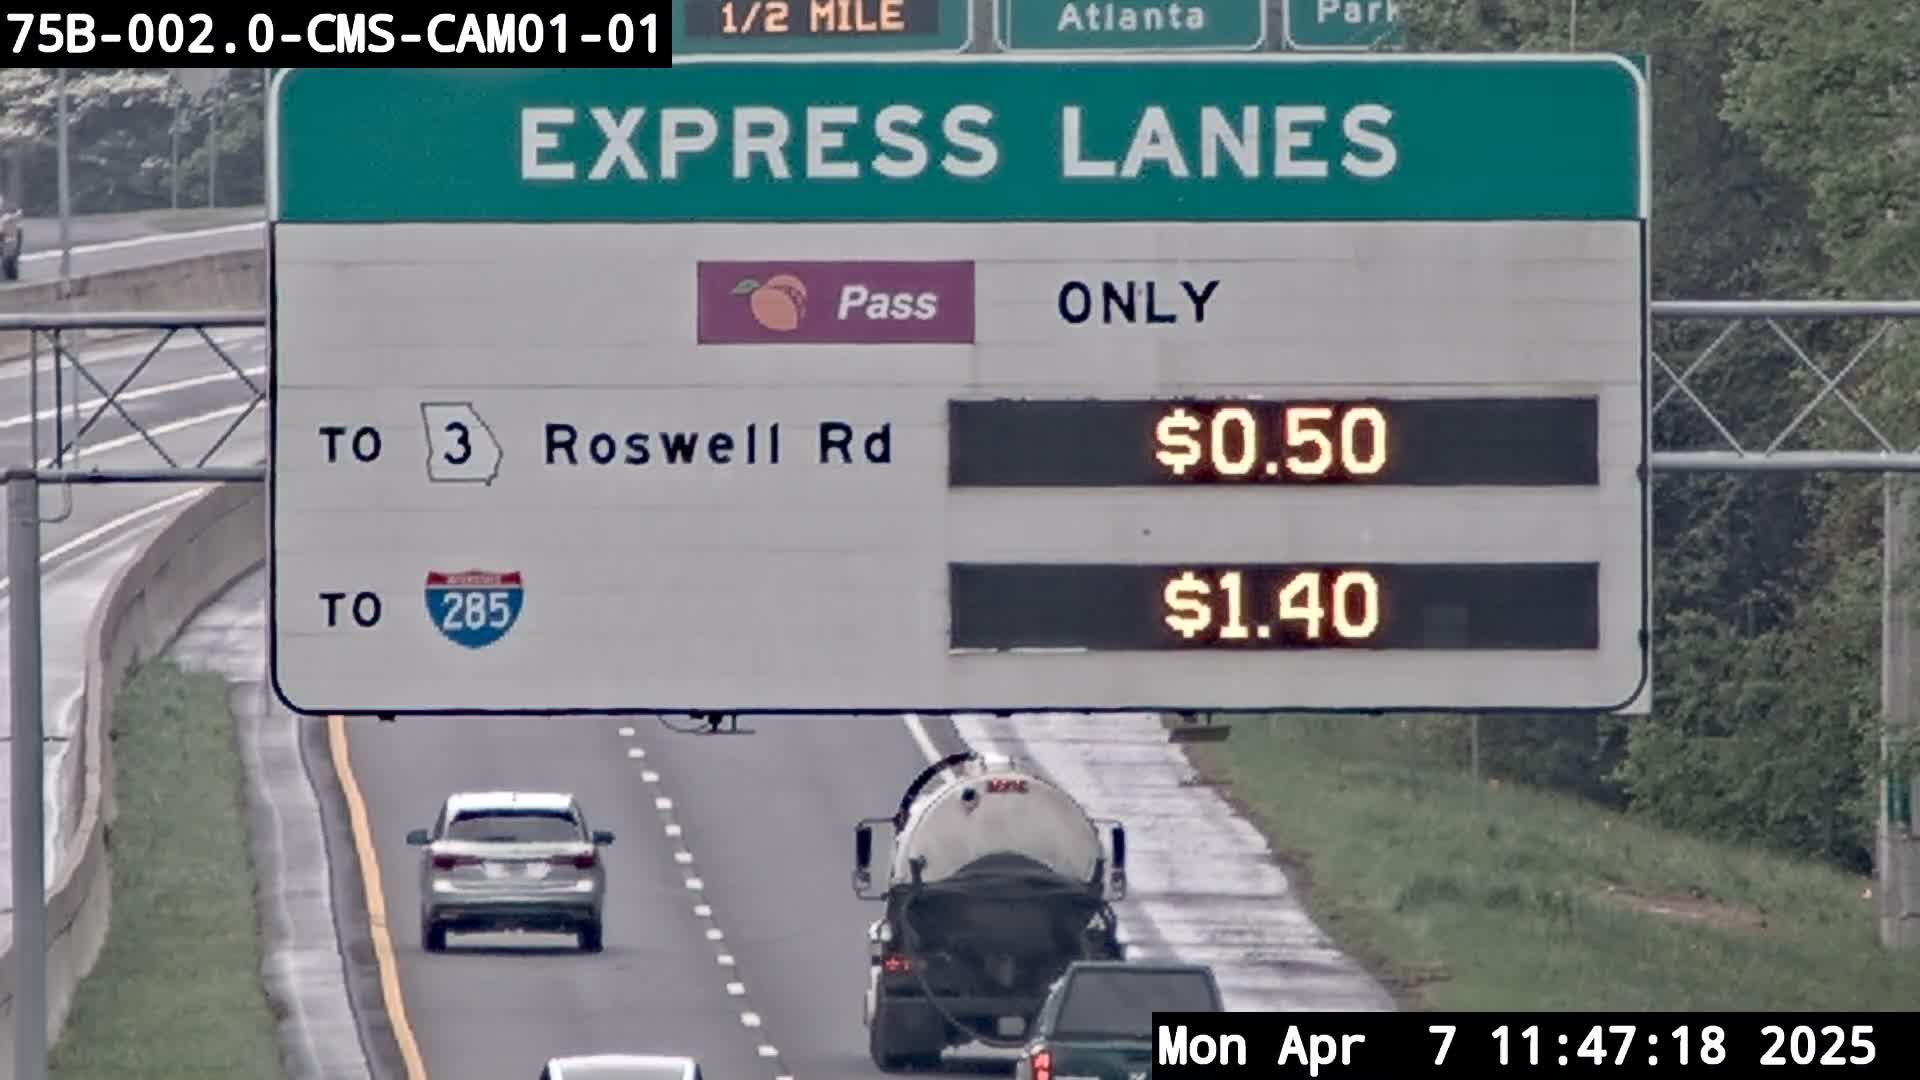 75B-002.0-CMS-CAM01-01
1/2 MILE
Atlanta
Park
EXPRESS LANES
Pass ONLY
TO 3 Roswell Rd $0.50
TO INTERSTATE 285 $1.40
Mon Apr 7 11:47:18 2025